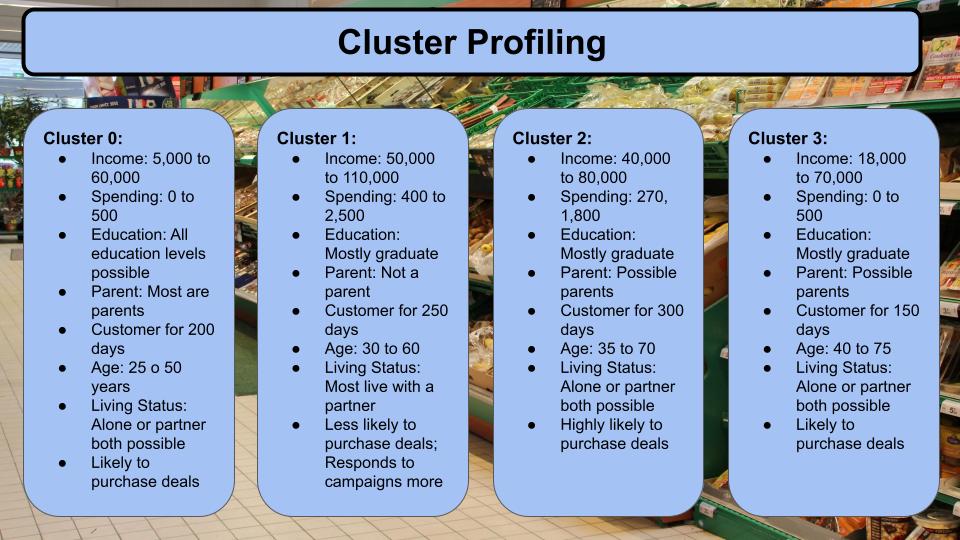 Cluster Profiling
Cluster 0:
● Income: 5,000 to
60,000
● Spending: 0 to
500
● Education: All
education levels
possible
● Parent: Most are
parents
● Customer for 200
days
● Age: 25 o 50
years
● Living Status:
Alone or partner
both possible
● Likely to
purchase deals
Cluster 1:
● Income: 50,000
to 110,000
● Spending: 400 to
2,500
● Education:
Mostly graduate
● Parent: Not a
parent
● Customer for 250
days
● Age: 30 to 60
● Living Status:
Most live with a
partner
● Less likely to
purchase deals;
Responds to
campaigns more
Cluster 2:
● Income: 40,000
to 80,000
● Spending: 270,
1,800
● Education:
Mostly graduate
● Parent: Possible
parents
● Customer for 300
days
● Age: 35 to 70
● Living Status:
Alone or partner
both possible
● Highly likely to
purchase deals
Cluster 3:
● Income: 18,000
to 70,000
● Spending: 0 to
500
● Education:
Mostly graduate
● Parent: Possible
parents
● Customer for 150
days
● Age: 40 to 75
● Living Status:
Alone or partner
both possible
● Likely to
purchase deals